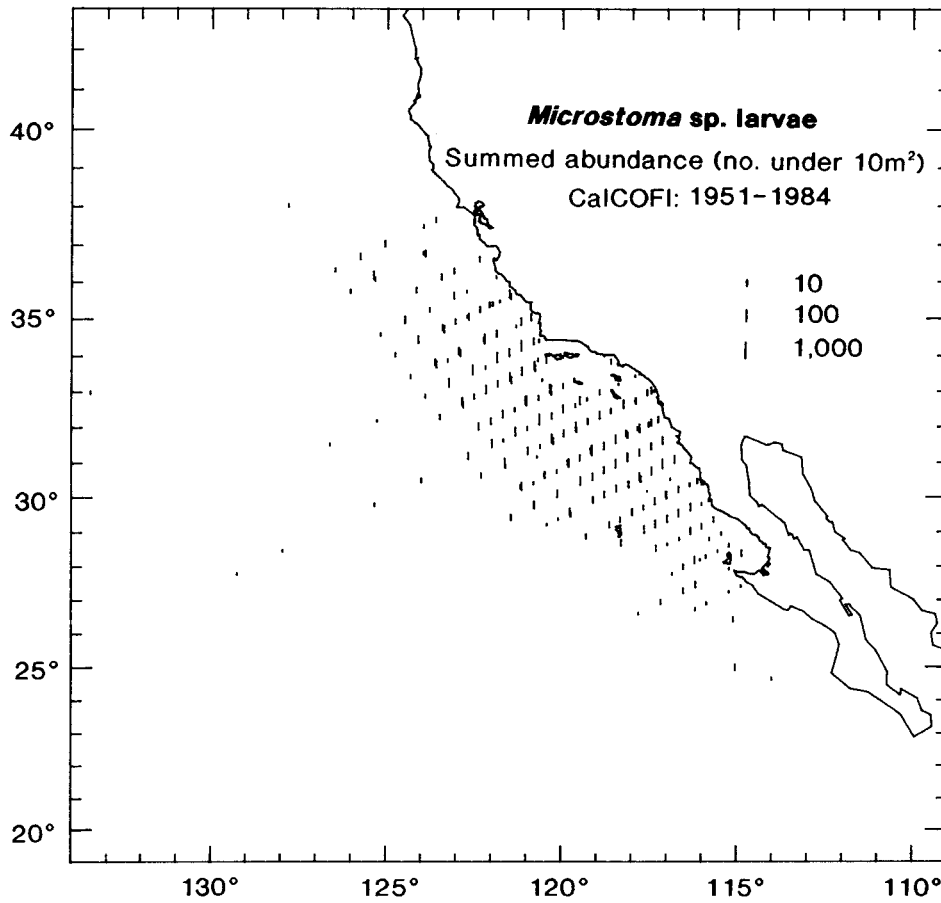 Microstoma sp. larvae
Summed abundance (no. under 10m²)
CalCOFI: 1951-1984
10
100
1,000
40°
35°
30°
25°
20°
130° 125° 120° 115° 110°